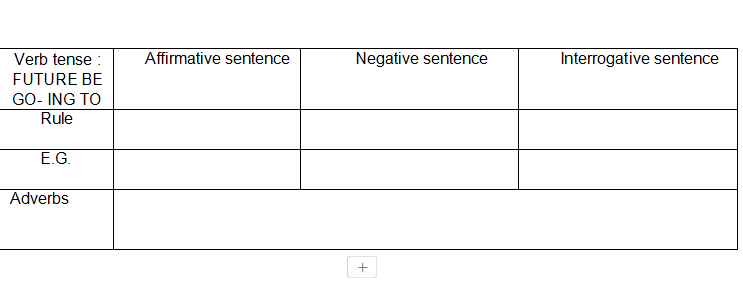 Verb tense : Affirmative sentence Negative sentence Interrogative sentence
FUTURE BE
GO- ING TO
Rule
E.G.
Adverbs
+